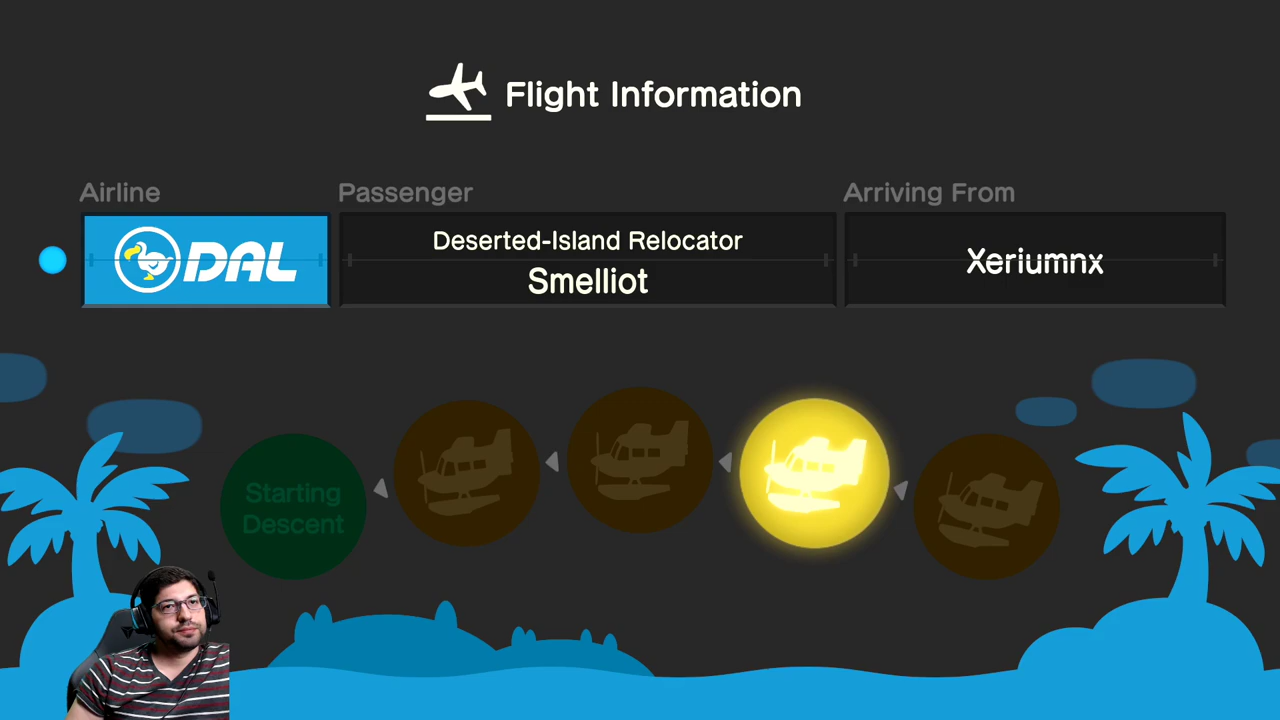 Flight Information
Airline
Passenger
Arriving From
DAL
Deserted-Island Relocator
Smelliot
Xeriumnx
Starting
Descent